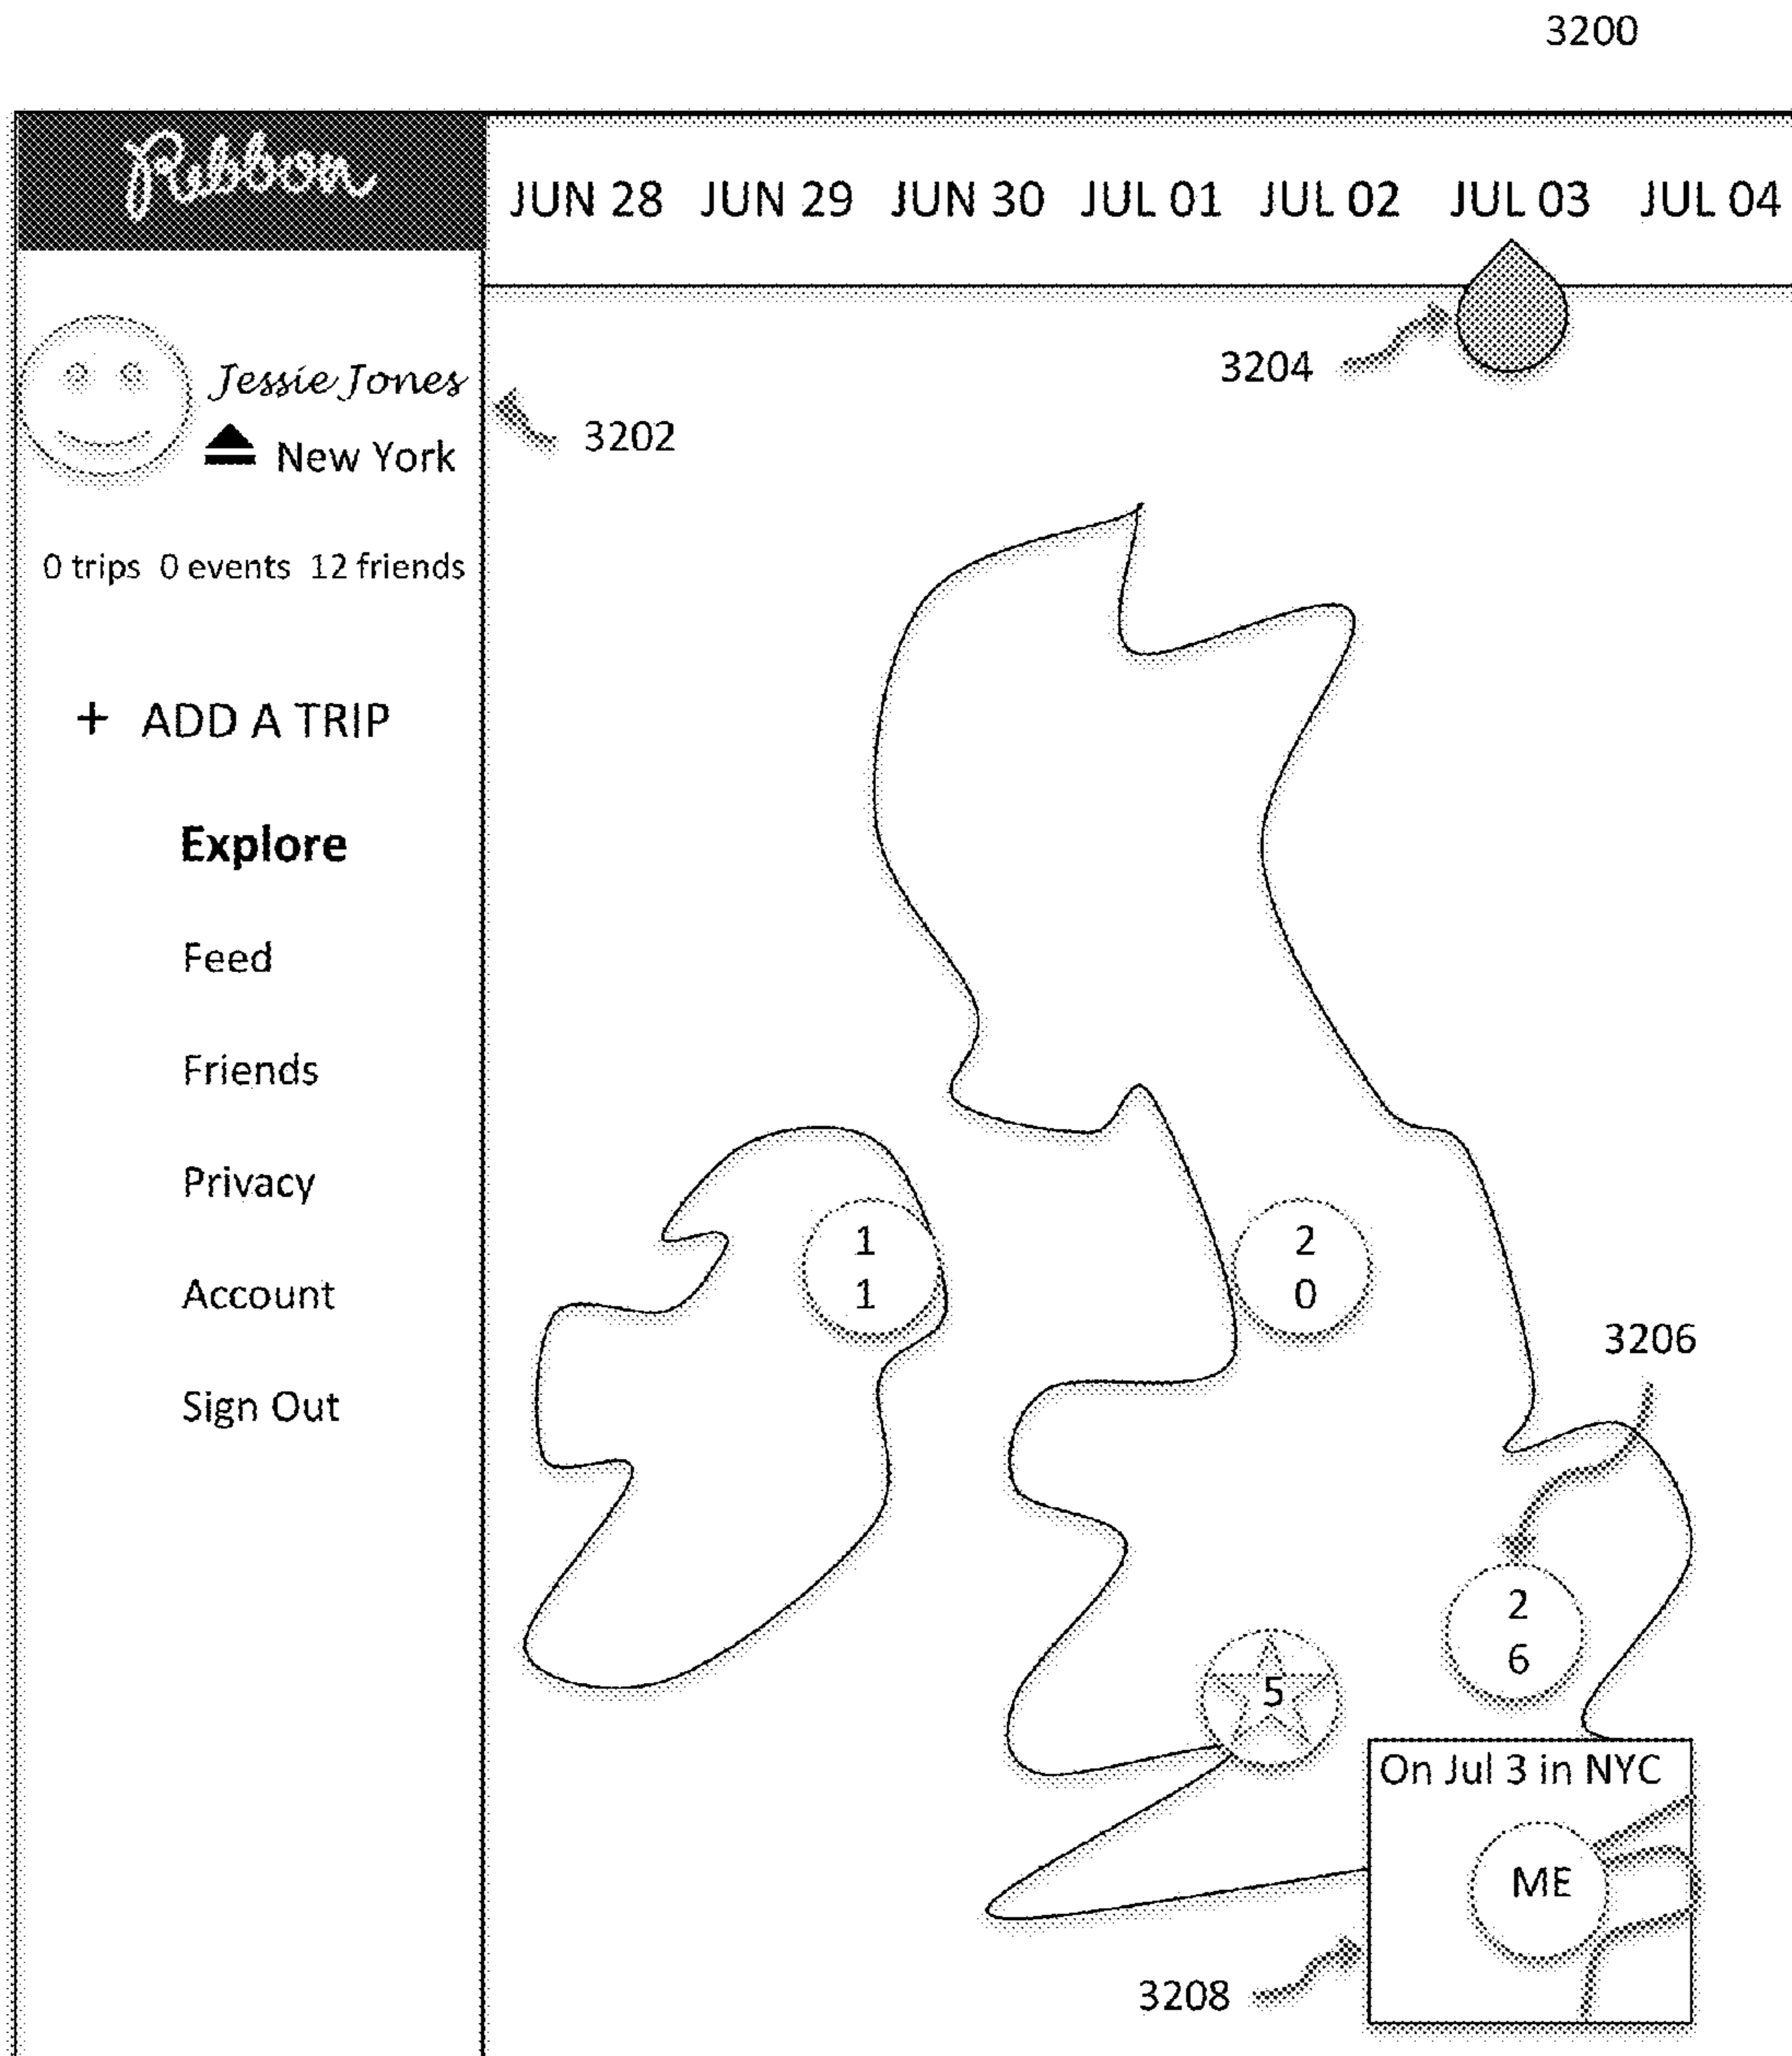 3200
Ribbon
JUN 28 JUN 29 JUN 30 JUL 01 JUL 02 JUL 03 JUL 04
3204
Jessie Jones
New York
3202
0 trips 0 events 12 friends
+ ADD A TRIP
Explore
Feed
Friends
Privacy
Account
Sign Out
1
1
2
0
3206
2
6
5
On Jul 3 in NYC
ME
3208